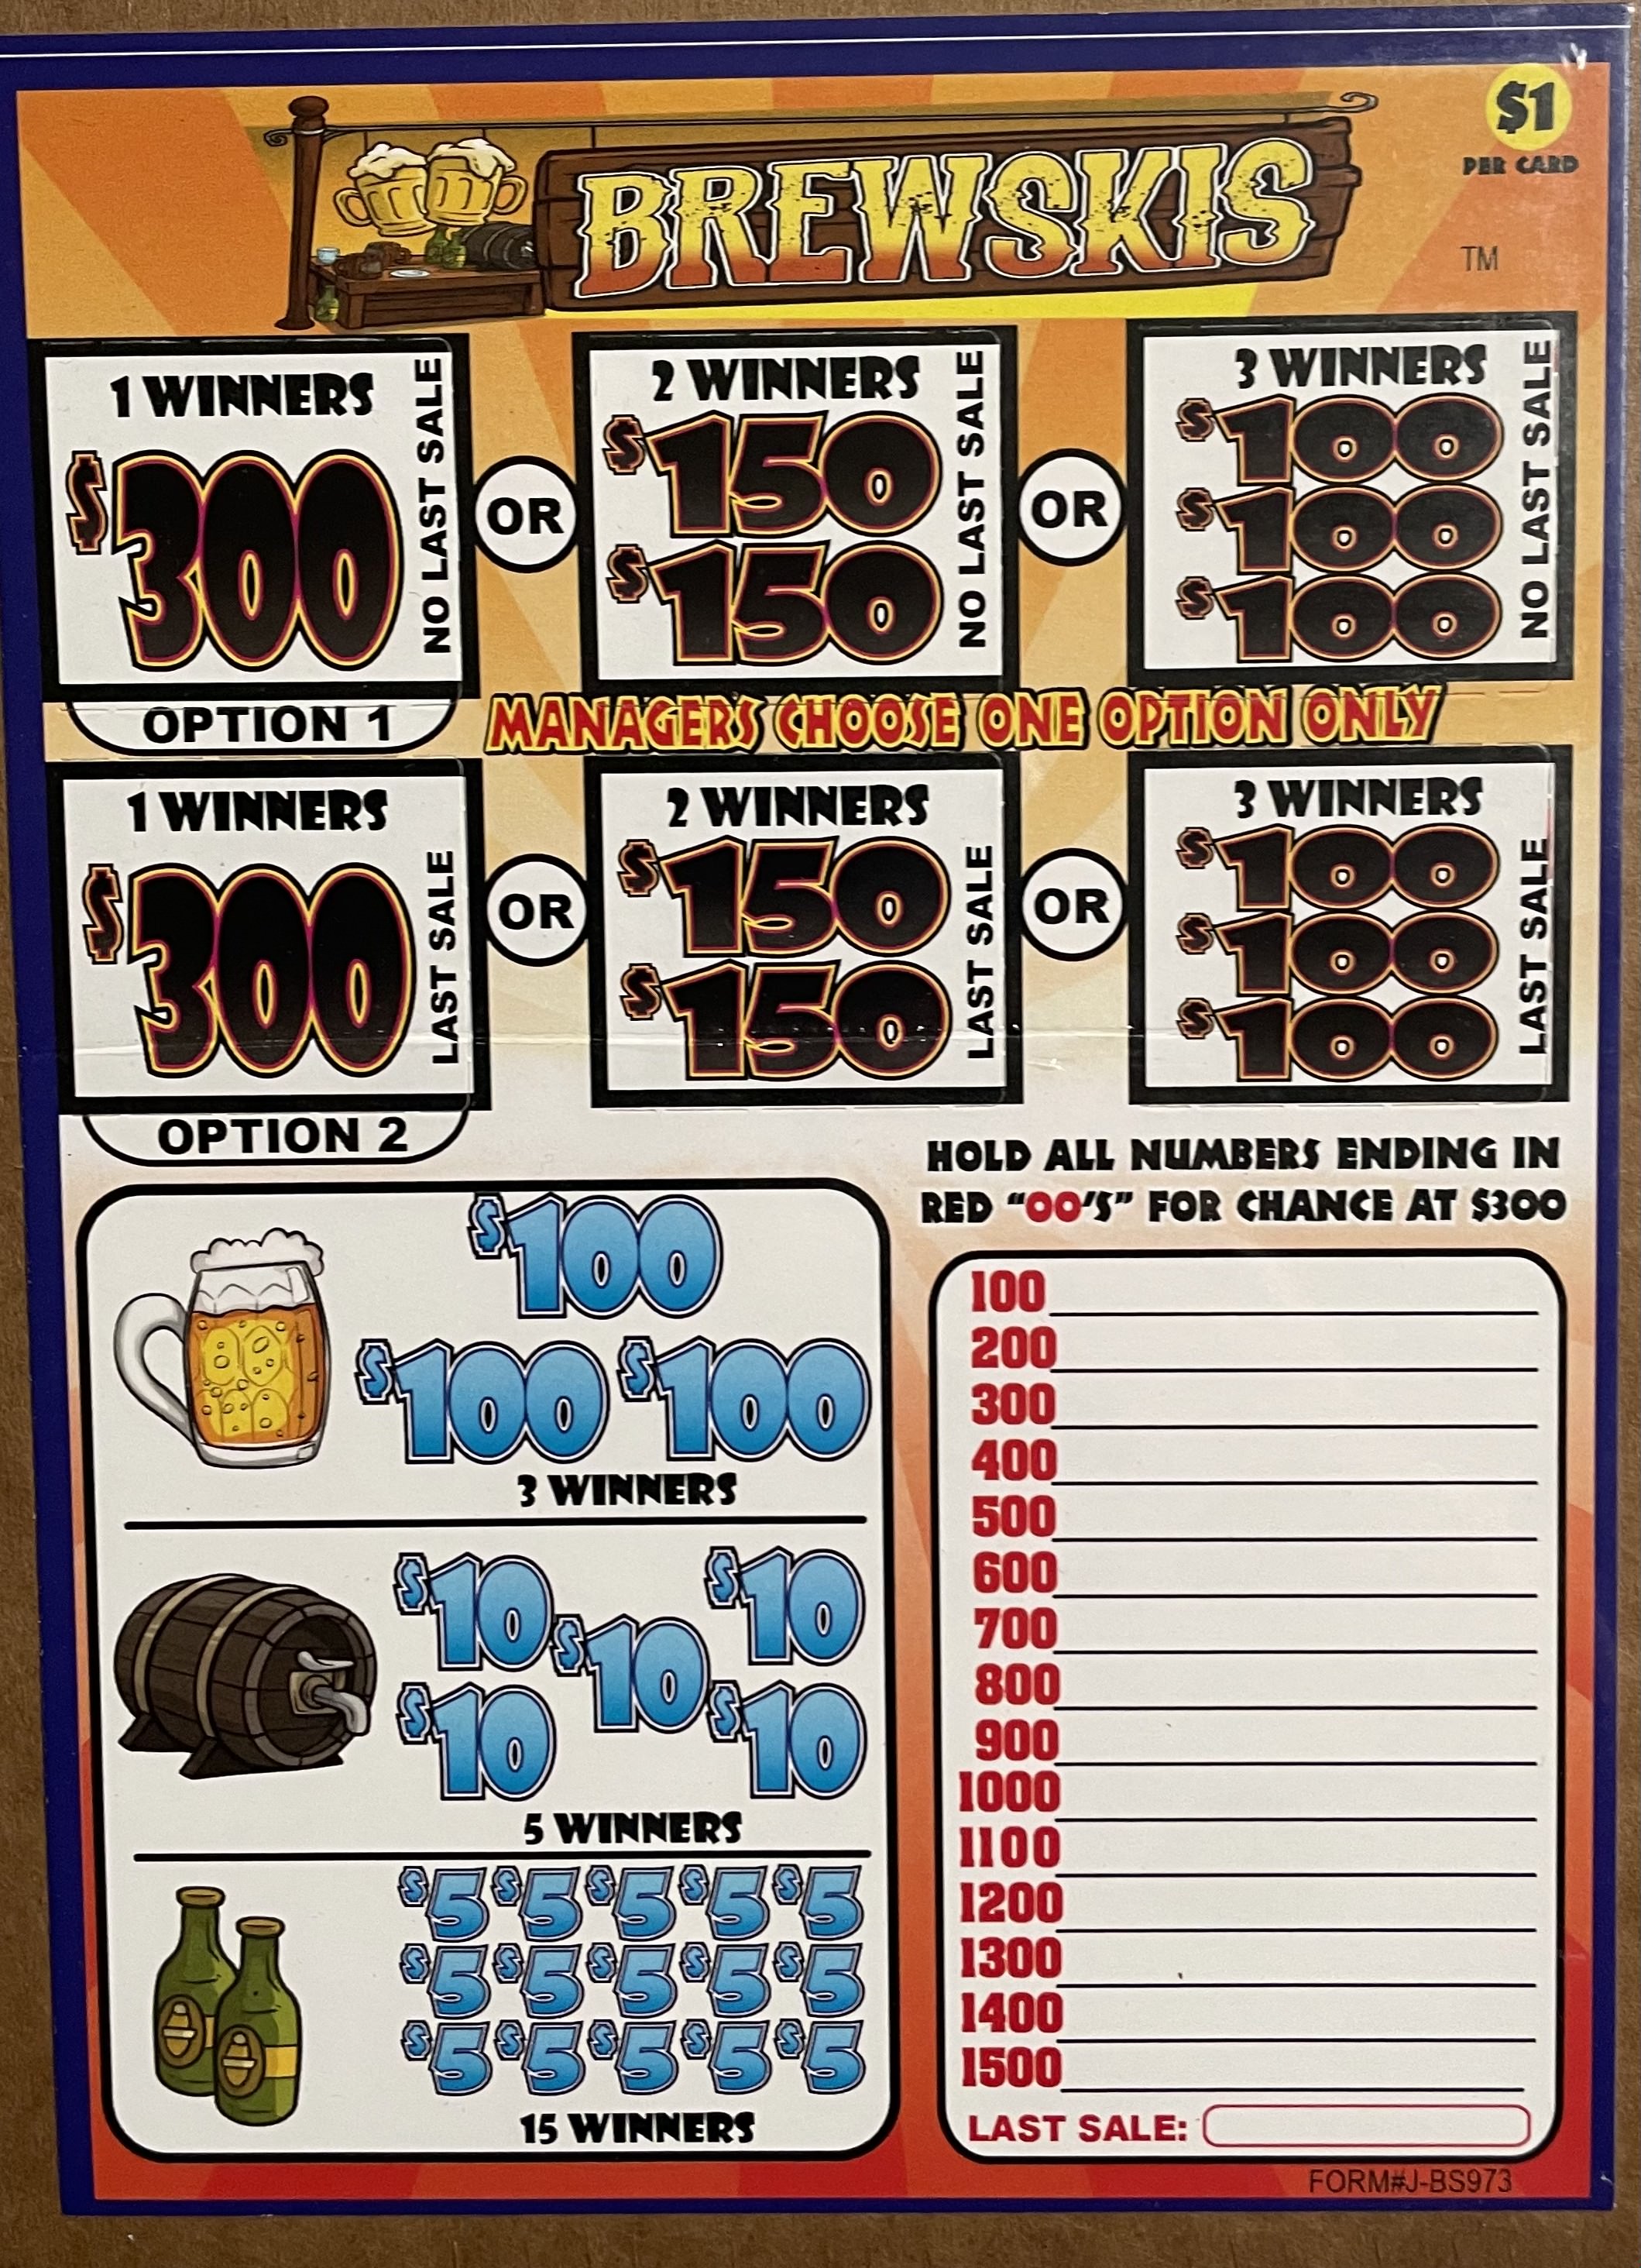 $1
PER CARD
BREWSKIS
TM
1 WINNERS
$300
NO LAST SALE
OR
2 WINNERS
$150
$150
NO LAST SALE
OR
3 WINNERS
$100
$100
$100
NO LAST SALE
OPTION 1
MANAGERS CHOOSE ONE OPTION ONLY
1 WINNERS
$300
LAST SALE
OR
2 WINNERS
$150
$150
LAST SALE
OR
3 WINNERS
$100
$100
$100
LAST SALE
OPTION 2
HOLD ALL NUMBERS ENDING IN
RED "00'S" FOR CHANCE AT $300
$100
$100 $100
3 WINNERS
$10 $10
$10
$10 $10
5 WINNERS
$5 $5 $5 $5 $5
$5 $5 $5 $5 $5
$5 $5 $5 $5 $5
15 WINNERS
100
200
300
400
500
600
700
800
900
1000
1100
1200
1300
1400
1500
LAST SALE:
FORM#J-BS973